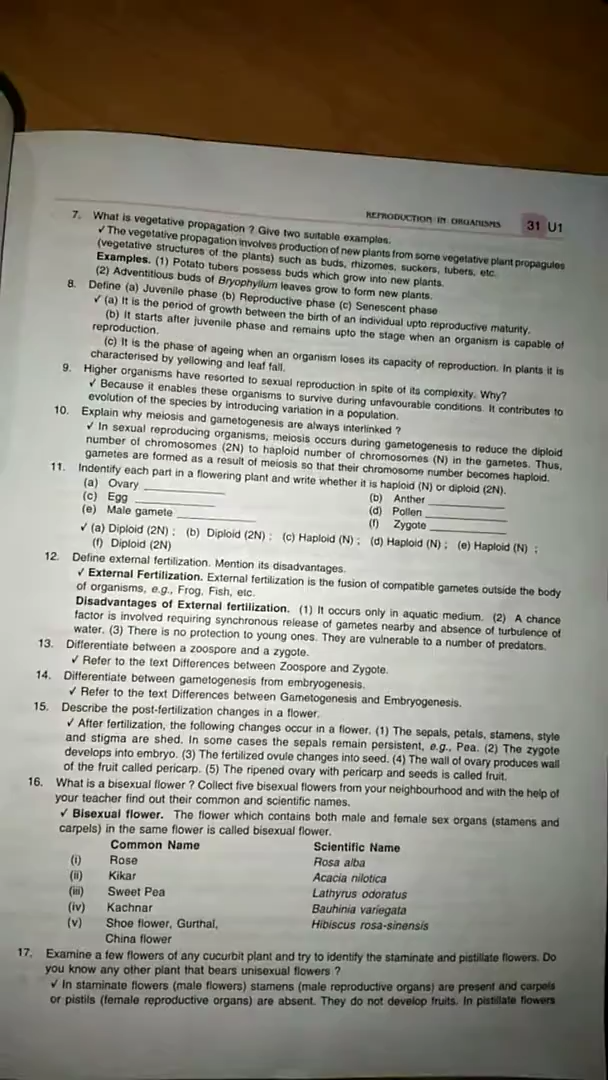 REPRODUCTION IN ORGANISMS 31 U1
7. What is vegetative propagation ? Give two suitable examples.
✓ The vegetative propagation involves production of new plants from some vegetative plant propagules
(vegetative structures of the plants) such as buds, rhizomes, suckers, tubers, etc.
Examples. (1) Potato tubers possess buds which grow into new plants.
(2) Adventitious buds of Bryophyllum leaves grow to form new plants.
8. Define (a) Juvenile phase (b) Reproductive phase (c) Senescent phase
✓ (a) It is the period of growth between the birth of an individual upto reproductive maturity.
(b) It starts after juvenile phase and remains upto the stage when an organism is capable of
reproduction.
(c) It is the phase of ageing when an organism loses its capacity of reproduction. In plants it is
characterised by yellowing and leaf fall.
9. Higher organisms have resorted to sexual reproduction in spite of its complexity. Why?
✓ Because it enables these organisms to survive during unfavourable conditions. It contributes to
evolution of the species by introducing variation in a population.
10. Explain why meiosis and gametogenesis are always interlinked ?
✓ In sexual reproducing organisms, meiosis occurs during gametogenesis to reduce the diploid
number of chromosomes (2N) to haploid number of chromosomes (N) in the gametes. Thus,
gametes are formed as a result of meiosis so that their chromosome number becomes haploid.
11. Indentify each part in a flowering plant and write whether it is haploid (N) or diploid (2N).
(a) Ovary ________ (b) Anther ________
(c) Egg ________ (d) Pollen ________
(e) Male gamete ________ (f) Zygote ________
✓ (a) Diploid (2N) ; (b) Diploid (2N) ; (c) Haploid (N) ; (d) Haploid (N) ; (e) Haploid (N) ;
(f) Diploid (2N)
12. Define external fertilization. Mention its disadvantages.
✓ External Fertilization. External fertilization is the fusion of compatible gametes outside the body
of organisms, e.g., Frog, Fish, etc.
Disadvantages of External fertilization. (1) It occurs only in aquatic medium. (2) A chance
factor is involved requiring synchronous release of gametes nearby and absence of turbulence of
water. (3) There is no protection to young ones. They are vulnerable to a number of predators.
13. Differentiate between a zoospore and a zygote.
✓ Refer to the text Differences between Zoospore and Zygote.
14. Differentiate between gametogenesis from embryogenesis.
✓ Refer to the text Differences between Gametogenesis and Embryogenesis.
15. Describe the post-fertilization changes in a flower.
✓ After fertilization, the following changes occur in a flower. (1) The sepals, petals, stamens, style
and stigma are shed. In some cases the sepals remain persistent, e.g., Pea. (2) The zygote
develops into embryo. (3) The fertilized ovule changes into seed. (4) The wall of ovary produces wall
of the fruit called pericarp. (5) The ripened ovary with pericarp and seeds is called fruit.
16. What is a bisexual flower ? Collect five bisexual flowers from your neighbourhood and with the help of
your teacher find out their common and scientific names.
✓ Bisexual flower. The flower which contains both male and female sex organs (stamens and
carpels) in the same flower is called bisexual flower.
Common Name Scientific Name
(i) Rose Rosa alba
(ii) Kikar Acacia nilotica
(iii) Sweet Pea Lathyrus odoratus
(iv) Kachnar Bauhinia variegata
(v) Shoe flower, Gurthal, Hibiscus rosa-sinensis
China flower
17. Examine a few flowers of any cucurbit plant and try to identify the staminate and pistillate flowers. Do
you know any other plant that bears unisexual flowers ?
✓ In staminate flowers (male flowers) stamens (male reproductive organs) are present and carpels
or pistils (female reproductive organs) are absent. They do not develop fruits. In pistillate flowers